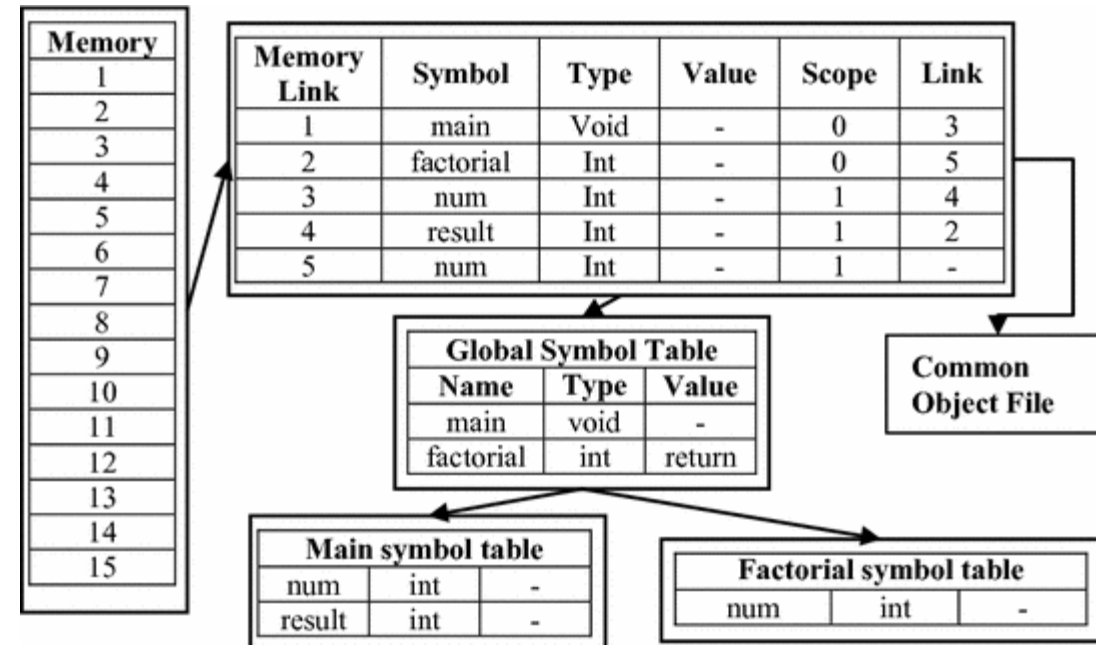 Memory
1
2
3
4
5
6
7
8
9
10
11
12
13
14
15
Memory Link Symbol Type Value Scope Link
1 main Void - 0 3
2 factorial Int - 0 5
3 num Int - 1 4
4 result Int - 1 2
5 num Int - 1 -
Global Symbol Table
Name Type Value
main void -
factorial int return
Common
Object File
Main symbol table
num int -
result int -
Factorial symbol table
num int -